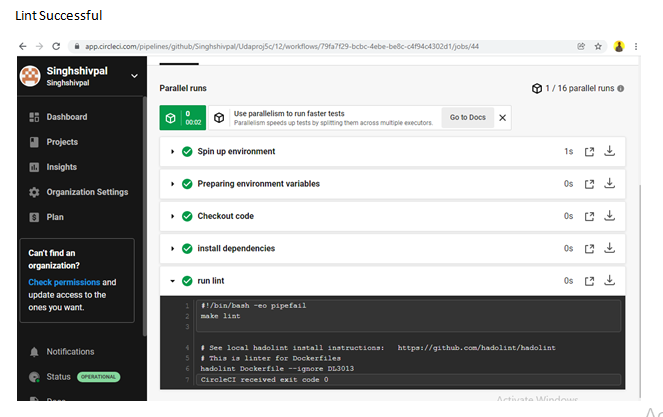 Lint Successful
app.circleci.com/pipelines/github/Singhshivpal/Udaproj5c/12/workflows/79fa7f29-bcbc-4ebe-be8c-c4f94c4302d1/jobs/44
Singhshivpal
Singhshivpal
Dashboard
Projects
Insights
Organization Settings
Plan
Can't find an
organization?
Check permissions and
update access to the
ones you want.
Notifications
Status OPERATIONAL
Docs
Parallel runs
1 / 16 parallel runs
0
00:02
Use parallelism to run faster tests
Parallelism speeds up tests by splitting them across multiple executors.
Go to Docs
Spin up environment 1s
Preparing environment variables 0s
Checkout code 0s
install dependencies 0s
run lint 0s
1 #!/bin/bash -eo pipefail
2 make lint
3
4 # See local hadolint install instructions:   https://github.com/hadolint/hadolint
5 # This is linter for Dockerfiles
6 hadolint Dockerfile --ignore DL3013
7 CircleCI received exit code 0
Activate Windows